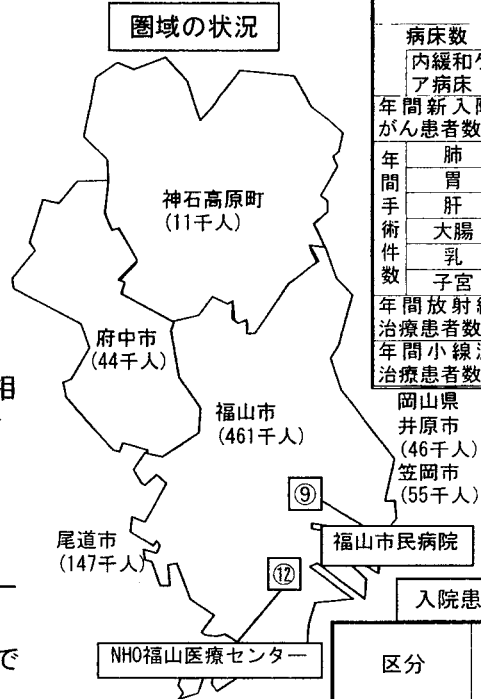 圏域の状況
病床数
内緩和ケ
ア病床
年間新入院
がん患者数
年間手術件数
肺
胃
肝
大腸
乳
子宮
年間放射線
治療患者数
年間小線源
治療患者数
神石高原町
(11千人)
府中市
(44千人)
福山市
(461千人)
岡山県
井原市
(46千人)
笠岡市
(55千人)
尾道市
(147千人)
⑨
福山市民病院
⑫
NHO福山医療センター
入院患
区分
で